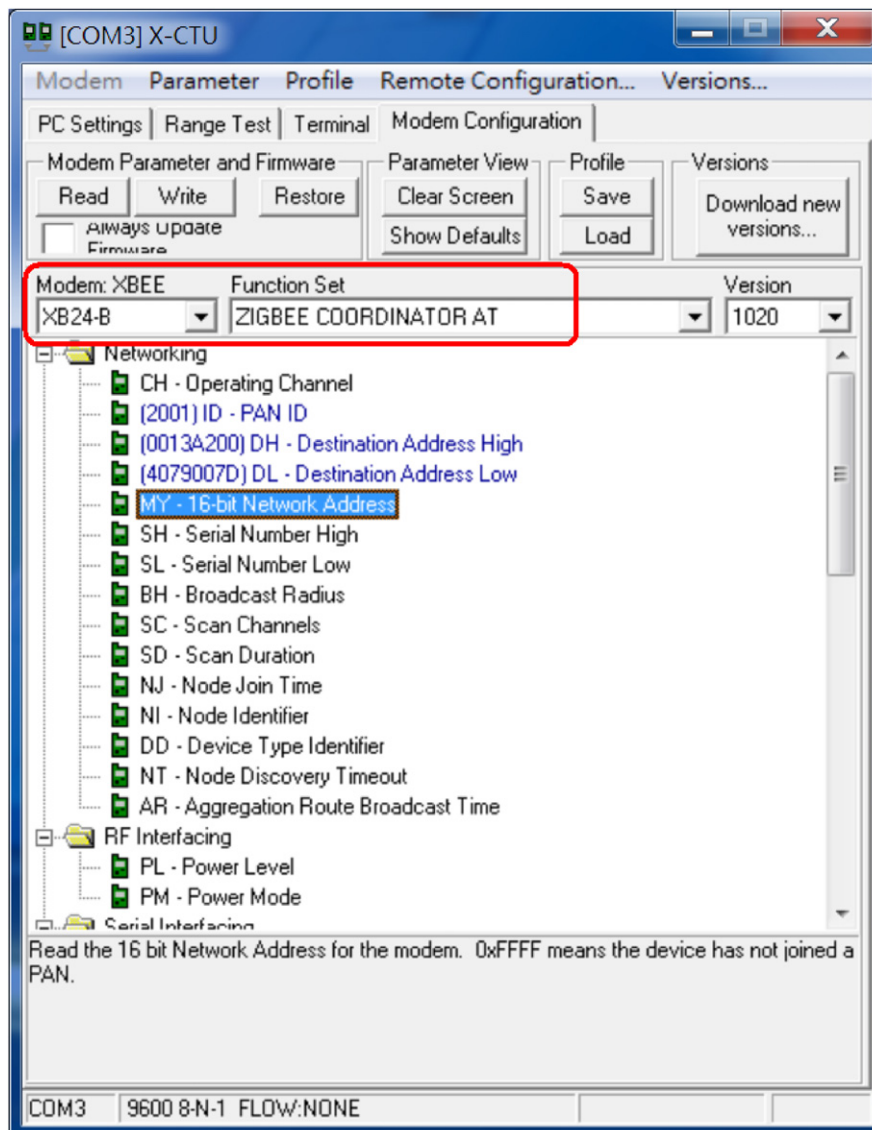 [COM3] X-CTU
Modem Parameter Profile Remote Configuration... Versions...
PC Settings Range Test Terminal Modem Configuration
Modem Parameter and Firmware Parameter View Profile Versions
Read Write Restore Clear Screen Save Download new versions...
Always Update Firmware Show Defaults Load
Modem: XBEE Function Set Version
XB24-B ZIGBEE COORDINATOR AT 1020
Networking
CH - Operating Channel
(2001) ID - PAN ID
(0013A200) DH - Destination Address High
(4079007D) DL - Destination Address Low
MY - 16-bit Network Address
SH - Serial Number High
SL - Serial Number Low
BH - Broadcast Radius
SC - Scan Channels
SD - Scan Duration
NJ - Node Join Time
NI - Node Identifier
DD - Device Type Identifier
NT - Node Discovery Timeout
AR - Aggregation Route Broadcast Time
RF Interfacing
PL - Power Level
PM - Power Mode
Serial Interfacing
Read the 16 bit Network Address for the modem. 0xFFFF means the device has not joined a
PAN.
COM3 9600 8-N-1 FLOW:NONE